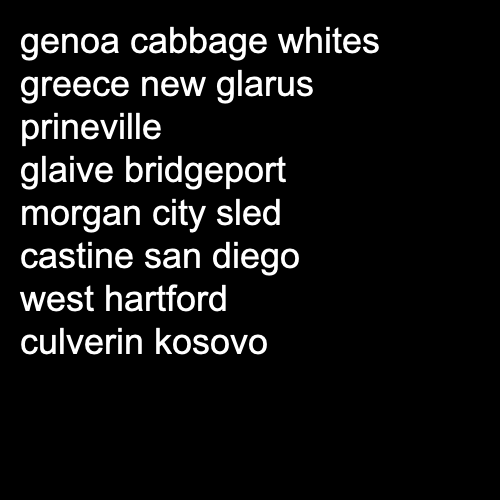 genoa cabbage whites
greece new glarus
prineville
glaive bridgeport
morgan city sled
castine san diego
west hartford
culverin kosovo